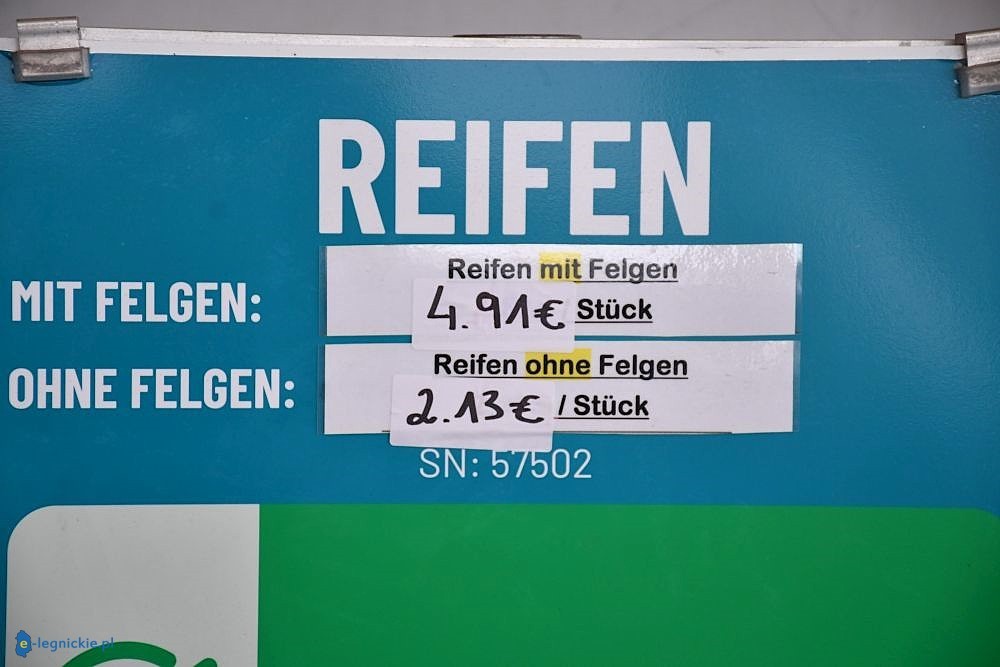 REIFEN
MIT FELGEN:
Reifen mit Felgen
4.91€ Stück
OHNE FELGEN:
Reifen ohne Felgen
2.13€ / Stück
SN: 57502
e-legnickie.pl